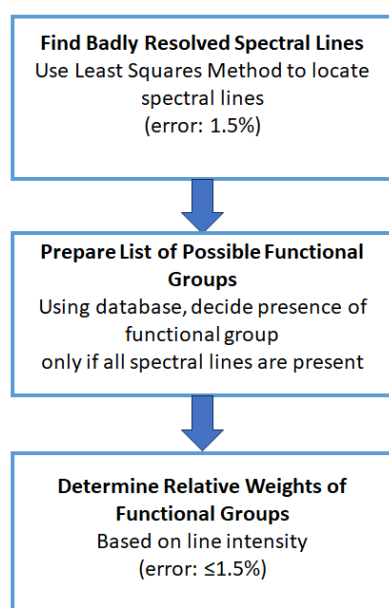 Find Badly Resolved Spectral Lines
Use Least Squares Method to locate
spectral lines
(error: 1.5%)
Prepare List of Possible Functional
Groups
Using database, decide presence of
functional group
only if all spectral lines are present
Determine Relative Weights of
Functional Groups
Based on line intensity
(error: ≤1.5%)